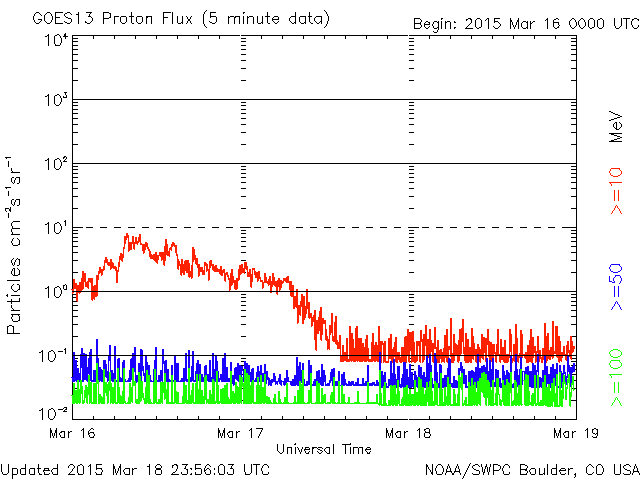 GOES13 Proton Flux (5 minute data)
Begin: 2015 Mar 16 0000 UTC
10⁴
10³
10²
10¹
10⁰
10⁻¹
10⁻²
Particles cm⁻²s⁻¹sr⁻¹
MeV
>=10
>=50
>=100
Mar 16
Mar 17
Mar 18
Mar 19
Universal Time
Updated 2015 Mar 18 23:56:03 UTC
NOAA/SWPC Boulder, CO USA